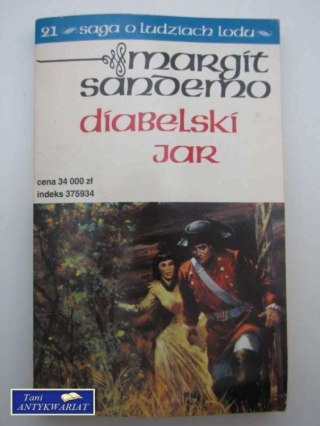 21 saga o ludziach lodu
margit
sandemo
diabelski
jar
cena 34 000 zł
indeks 375934
Tani
ANTYKWARIAT